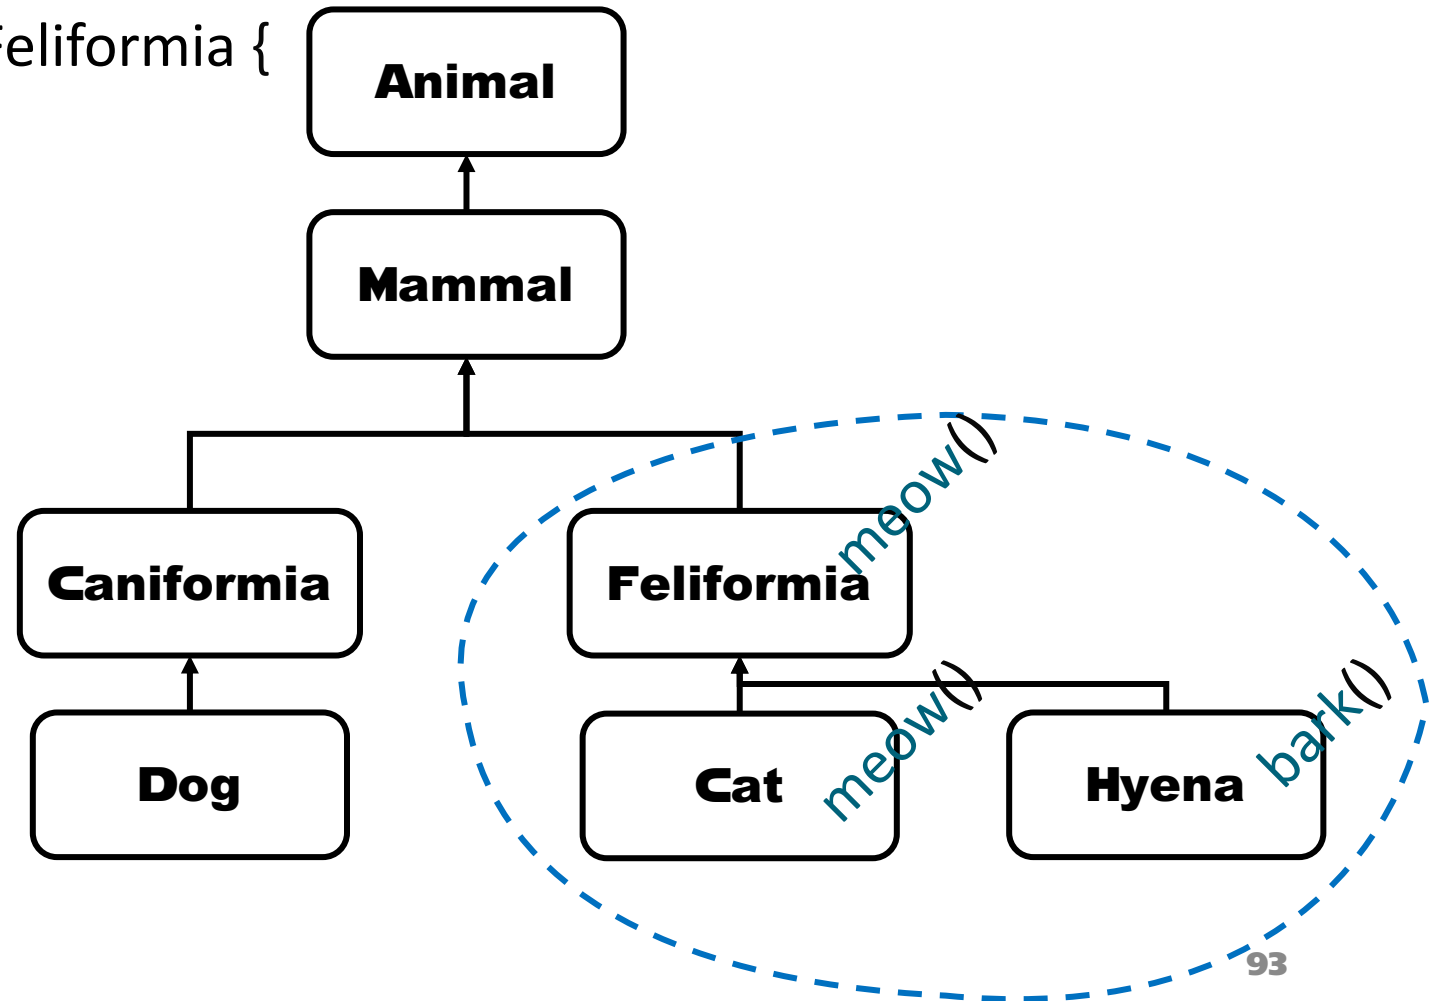 Feliformia {
Animal
Mammal
meow()
Caniformia
Feliformia
meow()
bark()
Dog
Cat
Hyena
93